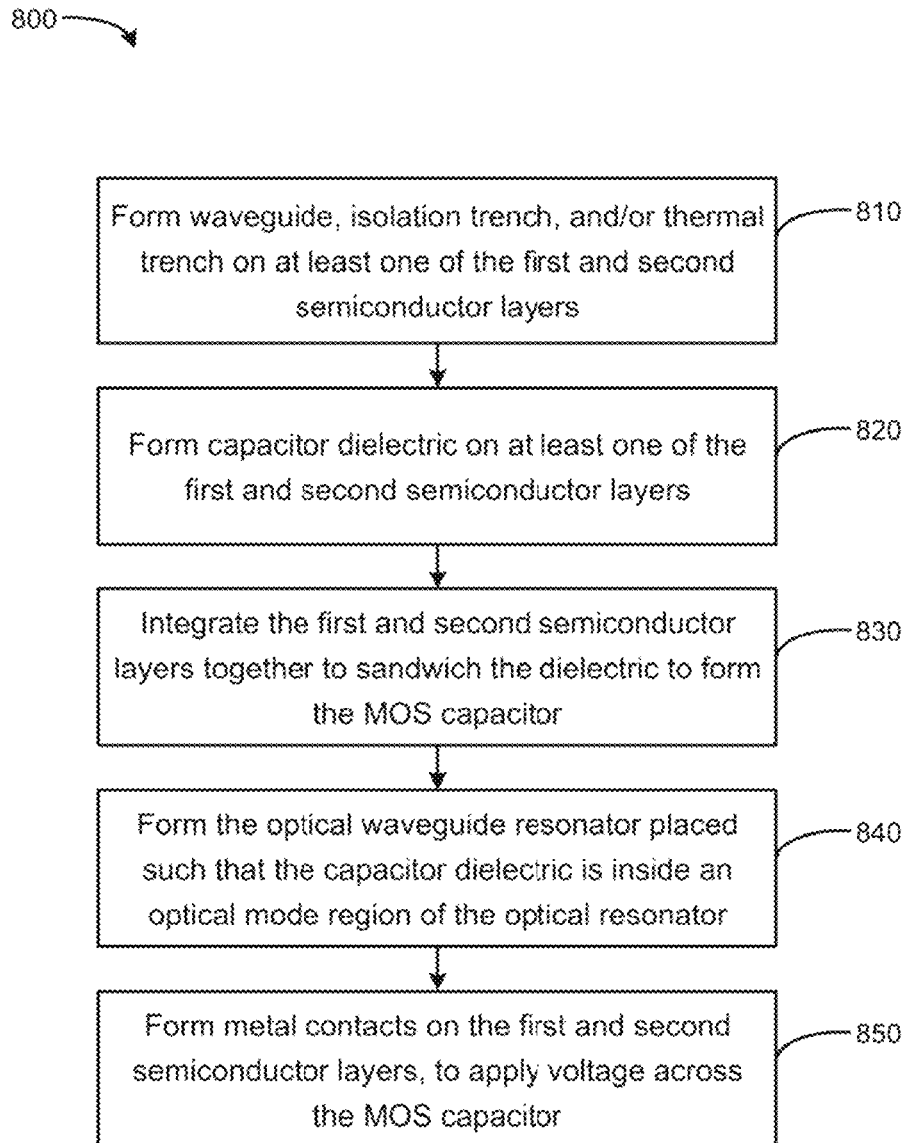 800
Form waveguide, isolation trench, and/or thermal
trench on at least one of the first and second
semiconductor layers
810
Form capacitor dielectric on at least one of the
first and second semiconductor layers
820
Integrate the first and second semiconductor
layers together to sandwich the dielectric to form
the MOS capacitor
830
Form the optical waveguide resonator placed
such that the capacitor dielectric is inside an
optical mode region of the optical resonator
840
Form metal contacts on the first and second
semiconductor layers, to apply voltage across
the MOS capacitor
850